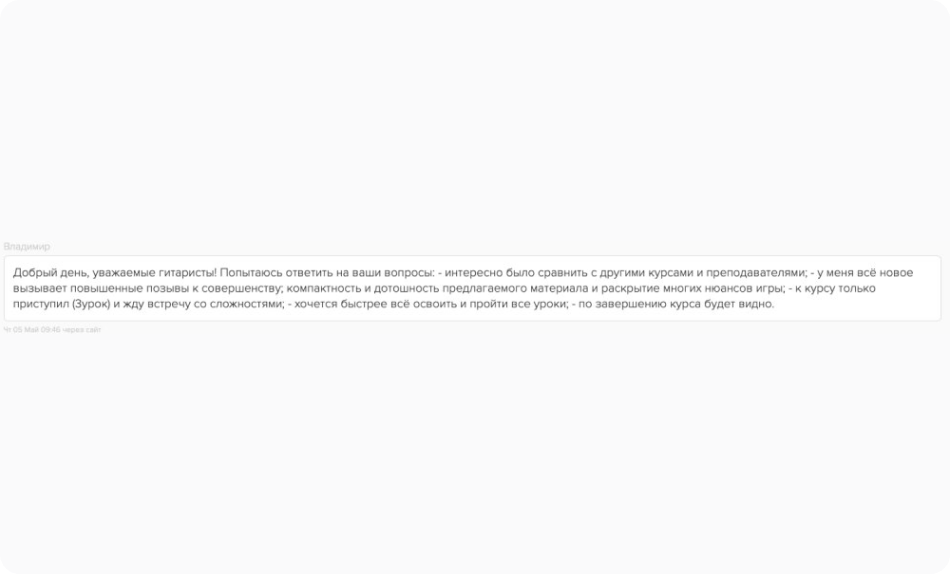 Владимир
Добрый день, уважаемые гитаристы! Попытаюсь ответить на ваши вопросы: - интересно было сравнить с другими курсами и преподавателями; - у меня всё новое
вызывает повышенные позывы к совершенству; компактность и дотошность предлагаемого материала и раскрытие многих нюансов игры; - к курсу только
приступил (3урок) и жду встречу со сложностями; - хочется быстрее всё освоить и пройти все уроки; - по завершению курса будет видно.
Чт 05 Май 09:46 через сайт